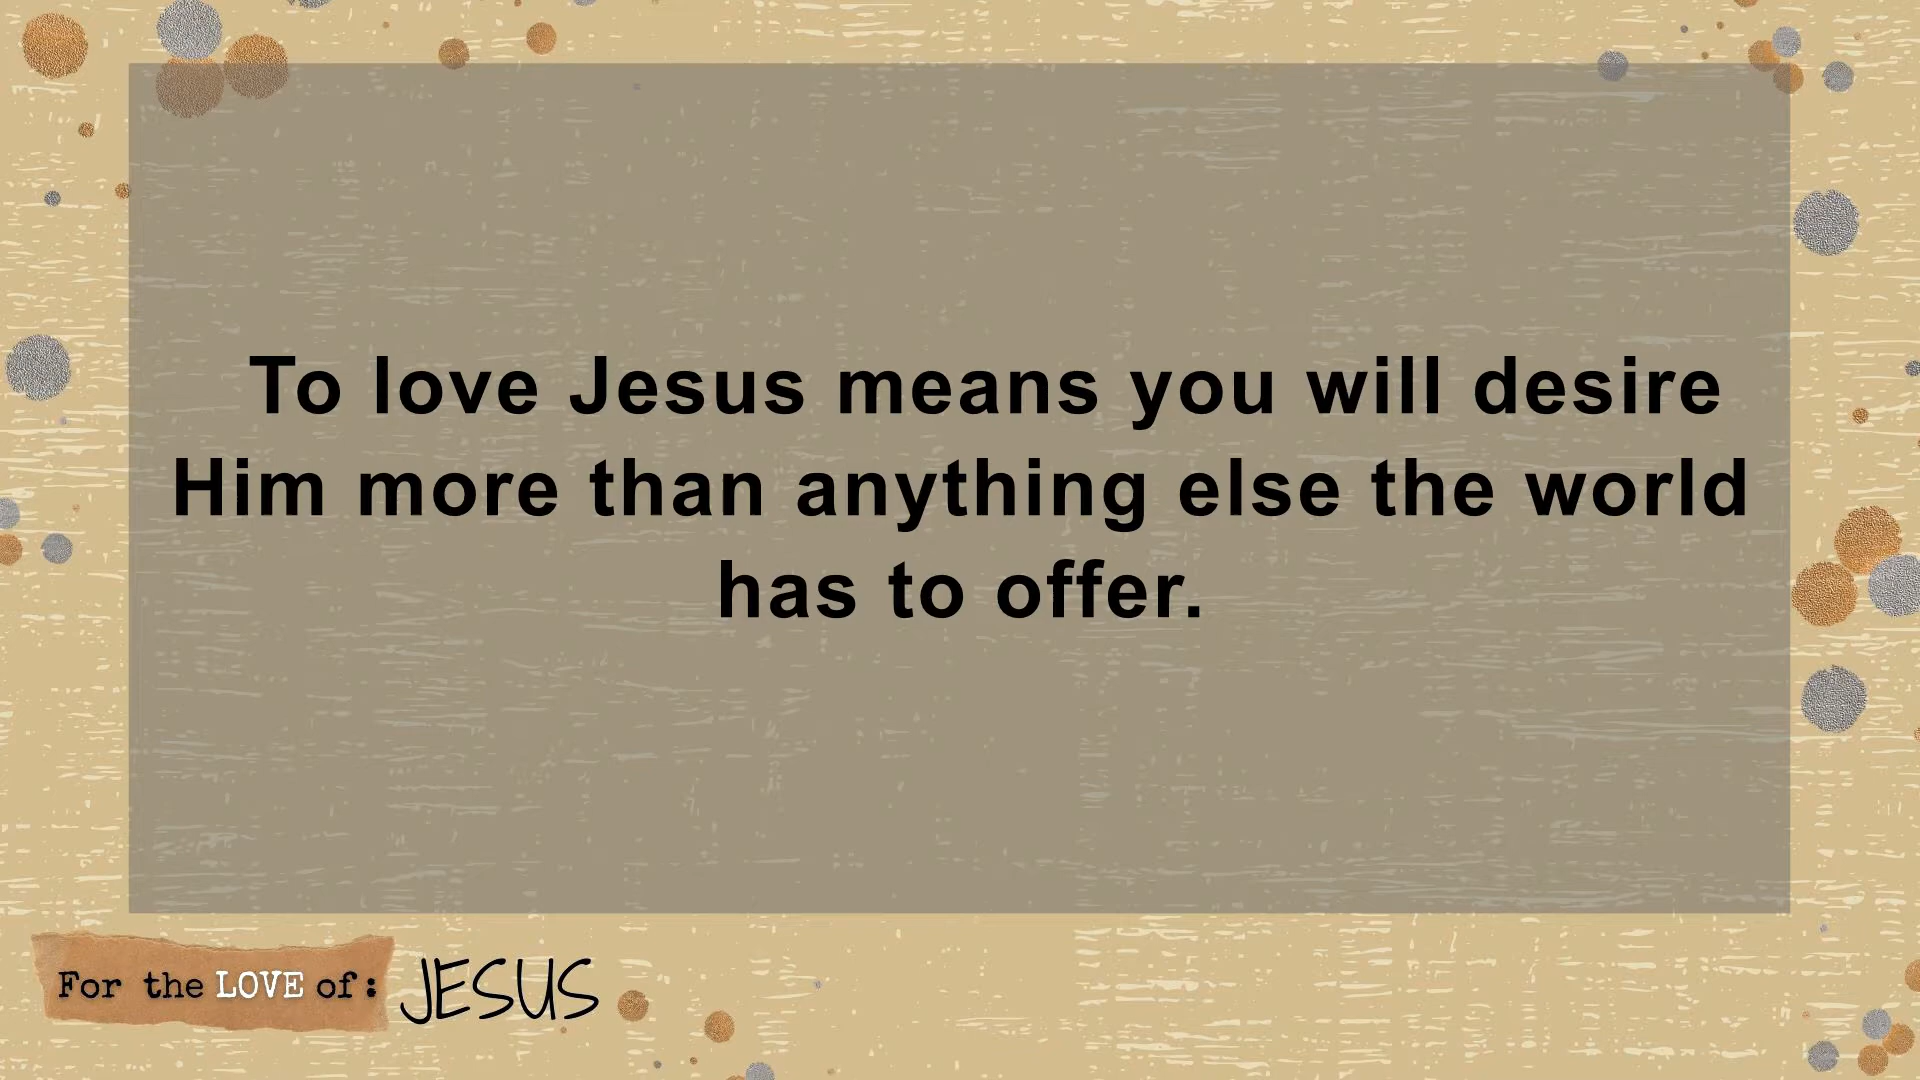 To love Jesus means you will desire
Him more than anything else the world
has to offer.
For the LOVE of: JESUS